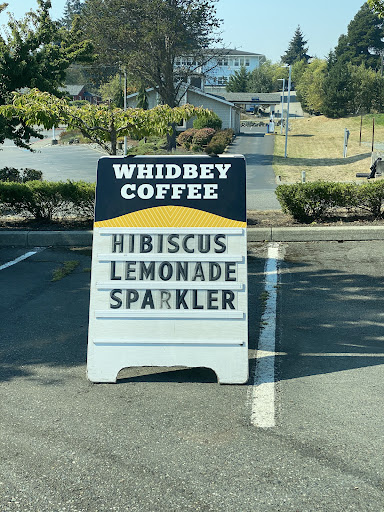 WHIDBEY
COFFEE
HIBISCUS
LEMONADE
SPARKLER